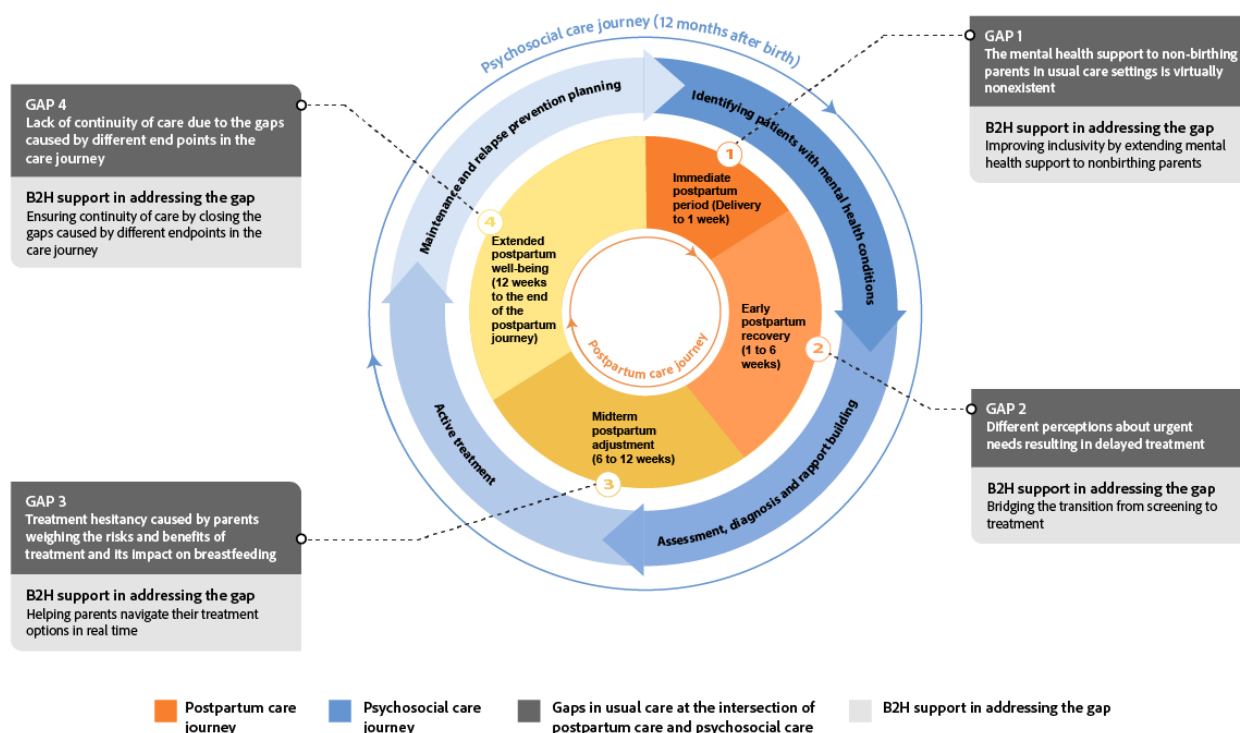 Psychosocial care journey (12 months after birth)
GAP 1
The mental health support to non-birthing
parents in usual care settings is virtually
nonexistent
B2H support in addressing the gap
Improving inclusivity by extending mental
health support to nonbirthing parents
GAP 4
Lack of continuity of care due to the gaps
caused by different end points in the
care journey
B2H support in addressing the gap
Ensuring continuity of care by closing the
gaps caused by different endpoints in the
care journey
Maintenance and relapse prevention planning
Identifying patients with mental health conditions
1
Immediate
postpartum
period (Delivery
to 1 week)
4
Extended
postpartum
well-being
(12 weeks
to the end
of the
postpartum
journey)
Early
postpartum
recovery
(1 to 6
weeks)
2
Postpartum care journey
Midterm
postpartum
adjustment
(6 to 12 weeks)
3
Active treatment
Assessment, diagnosis and rapport building
GAP 2
Different perceptions about urgent
needs resulting in delayed treatment
B2H support in addressing the gap
Bridging the transition from screening to
treatment
GAP 3
Treatment hesitancy caused by parents
weighing the risks and benefits of
treatment and its impact on breastfeeding
B2H support in addressing the gap
Helping parents navigate their treatment
options in real time
Postpartum care
journey
Psychosocial care
journey
Gaps in usual care at the intersection of
postpartum care and psychosocial care
B2H support in addressing the gap